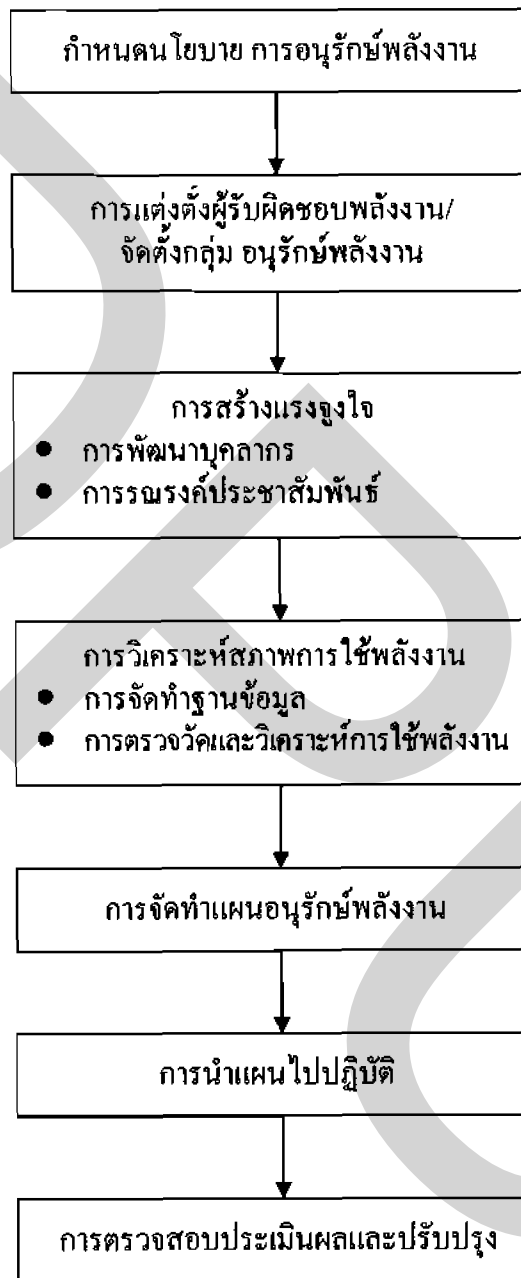 กำหนดนโยบาย การอนุรักษ์พลังงาน
การแต่งตั้งผู้รับผิดชอบพลังงาน/
จัดตั้งกลุ่ม อนุรักษ์พลังงาน
การสร้างแรงจูงใจ
● การพัฒนาบุคลากร
● การรณรงค์ประชาสัมพันธ์
การวิเคราะห์สภาพการใช้พลังงาน
● การจัดทำฐานข้อมูล
● การตรวจวัดและวิเคราะห์การใช้พลังงาน
การจัดทำแผนอนุรักษ์พลังงาน
การนำแผนไปปฏิบัติ
การตรวจสอบประเมินผลและปรับปรุง